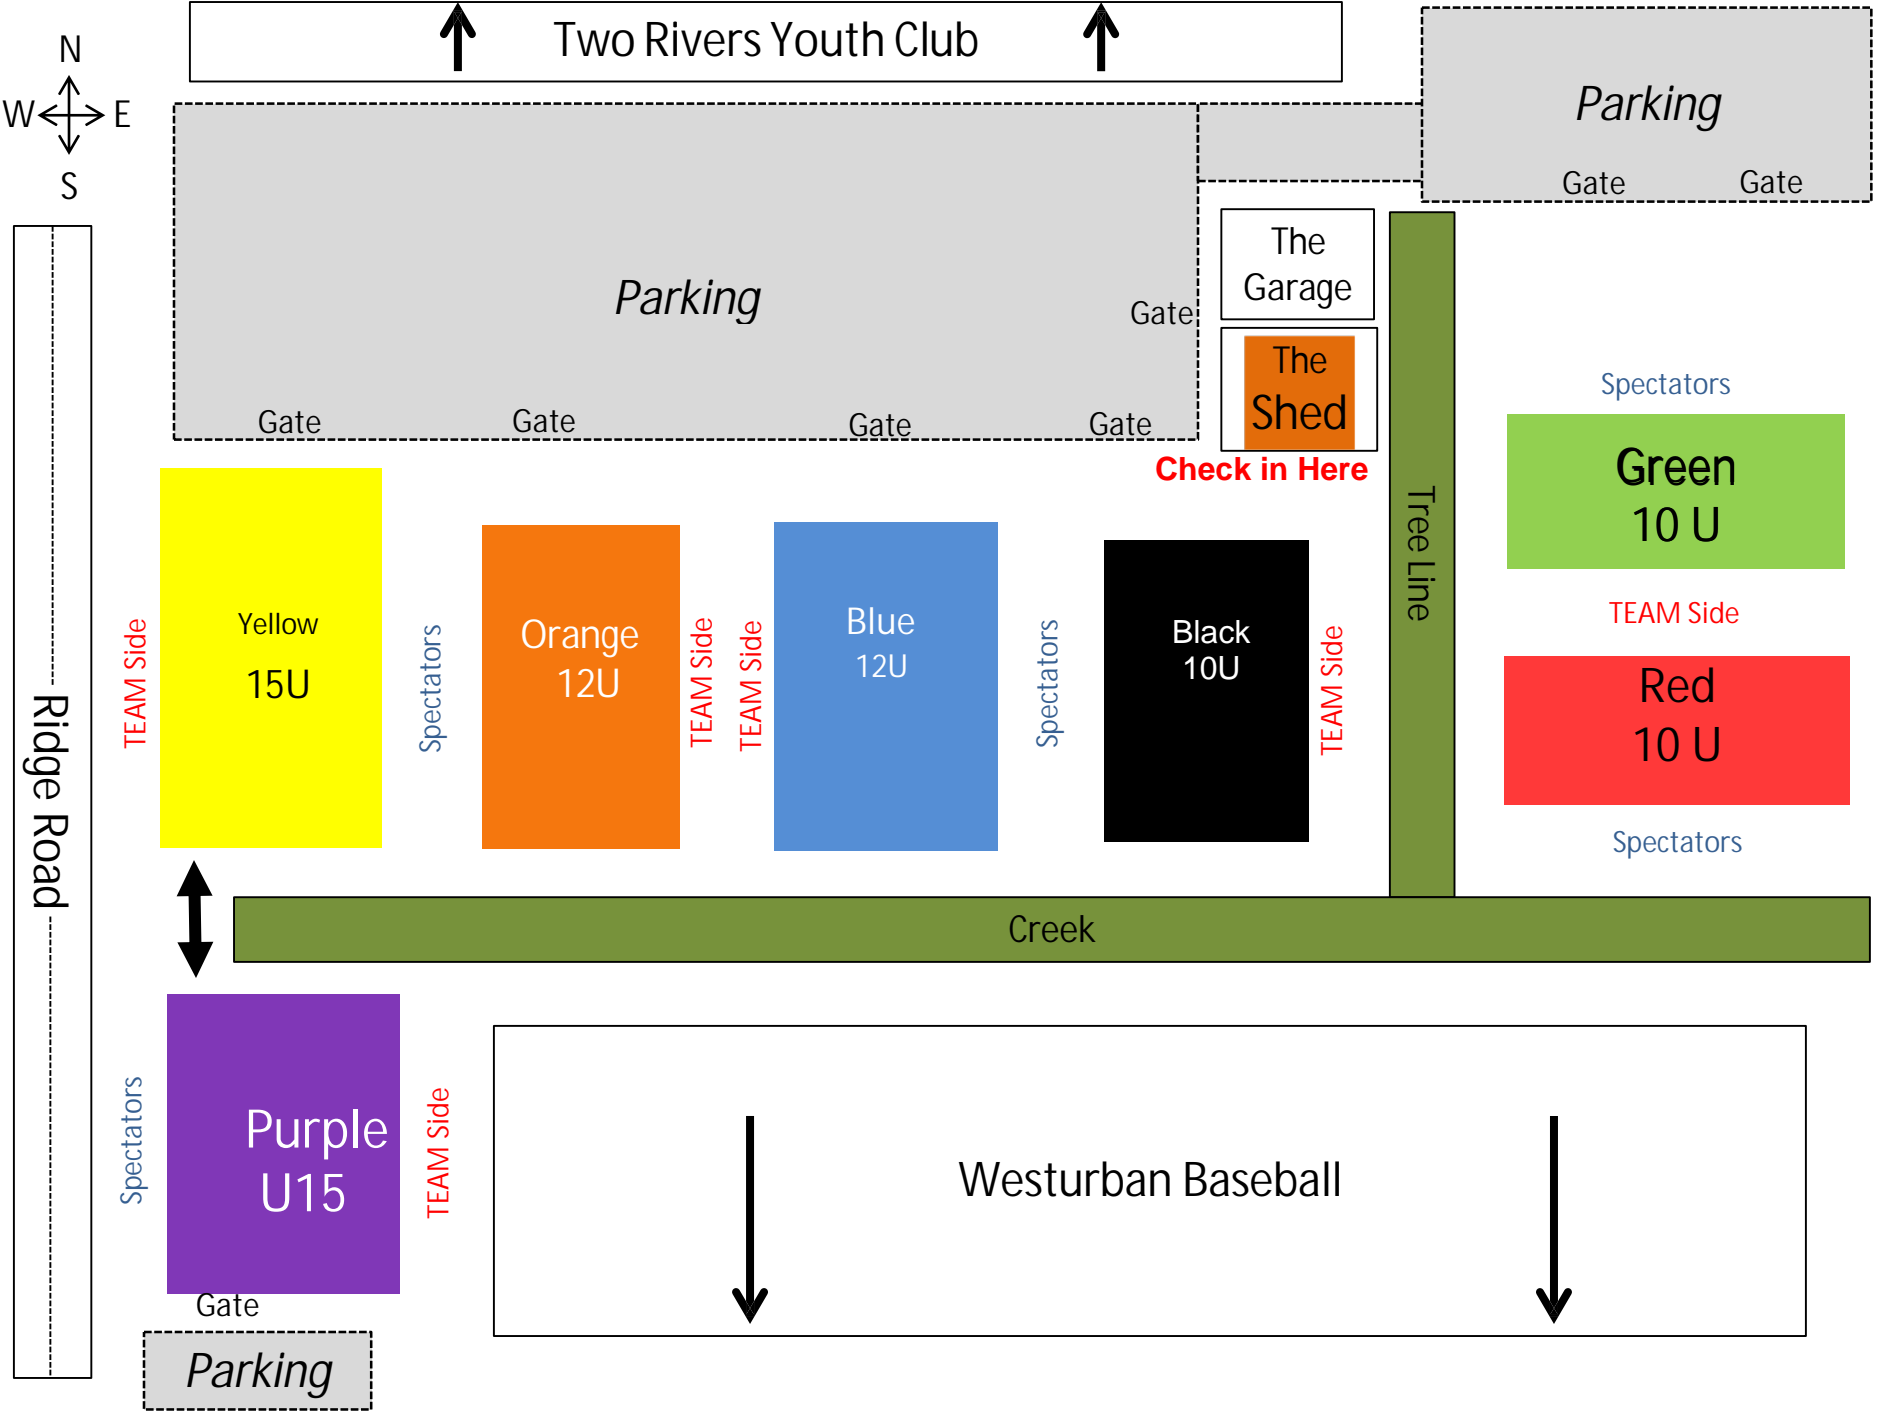 Two Rivers Youth Club
N
W
E
S
Parking
Gate
Gate
The
Garage
Parking
Gate
The
Shed
Gate
Gate
Gate
Gate
Check in Here
Spectators
Green
10 U
TEAM Side
Red
10 U
Spectators
Tree Line
TEAM Side
Yellow
15U
Spectators
Orange
12U
TEAM Side
TEAM Side
Blue
12U
Spectators
Black
10U
TEAM Side
Ridge Road
Creek
Spectators
Purple
U15
TEAM Side
Westurban Baseball
Gate
Parking